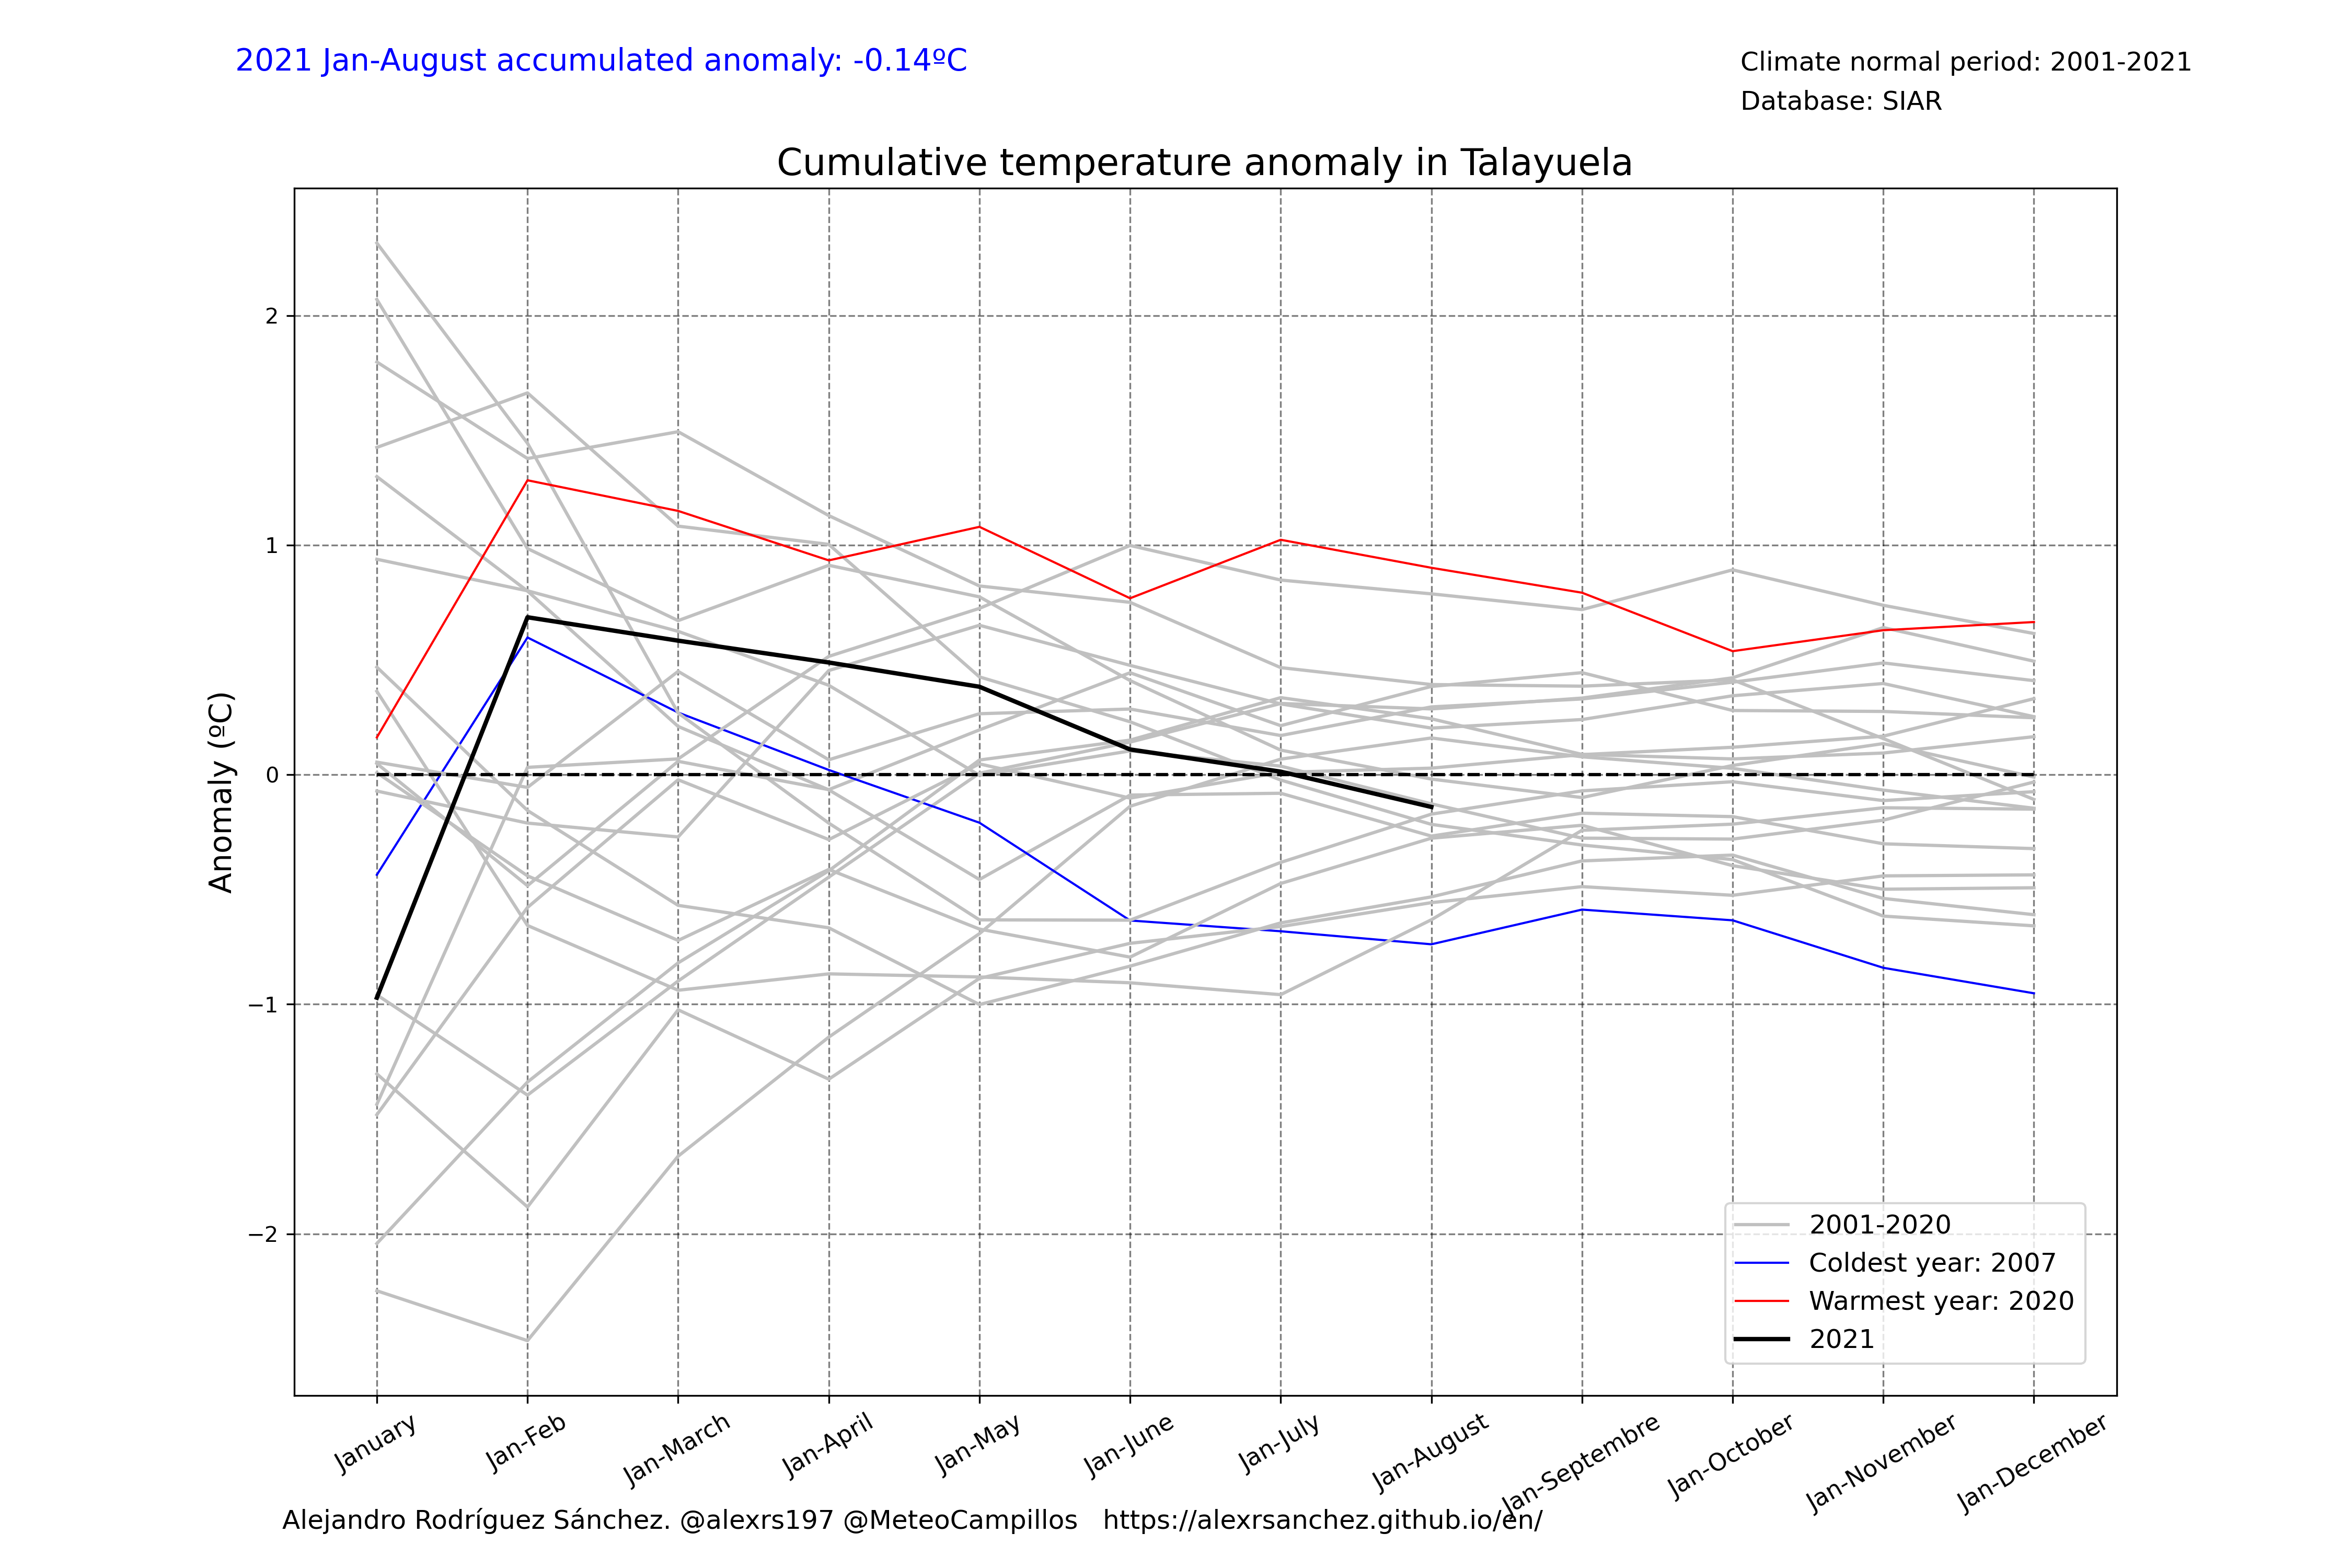 2021 Jan-August accumulated anomaly: -0.14ºC
Climate normal period: 2001-2021
Database: SIAR
Cumulative temperature anomaly in Talayuela
Anomaly (ºC)
2
1
0
−1
−2
2001-2020
Coldest year: 2007
Warmest year: 2020
2021
January
Jan-Feb
Jan-March
Jan-April
Jan-May
Jan-June
Jan-July
Jan-August
Jan-Septembre
Jan-October
Jan-November
Jan-December
Alejandro Rodríguez Sánchez. @alexrs197 @MeteoCampillos   https://alexrsanchez.github.io/en/